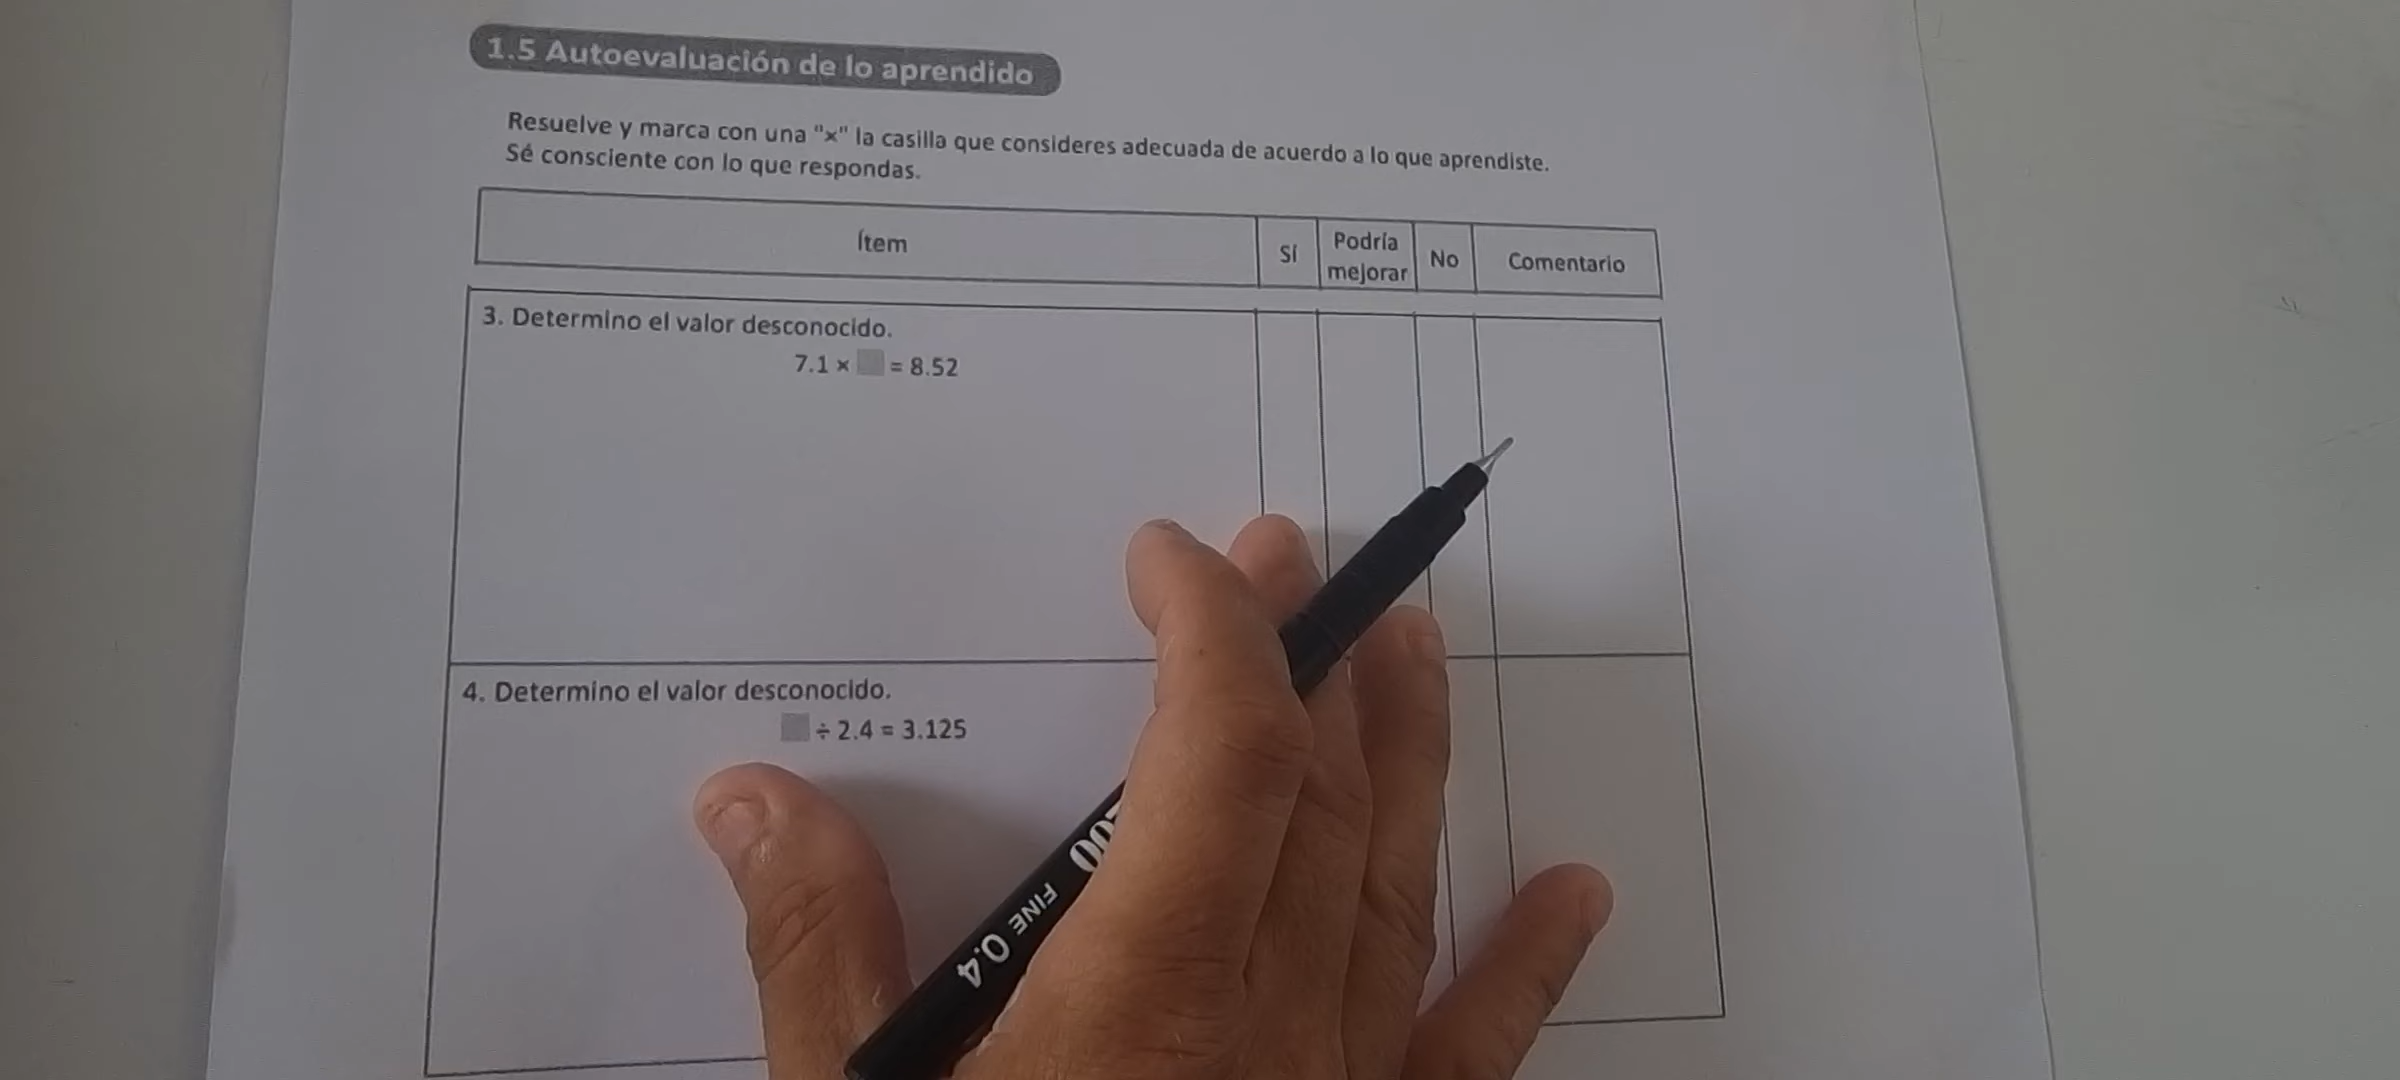 1.5 Autoevaluación de lo aprendido
Resuelve y marca con una "x" la casilla que consideres adecuada de acuerdo a lo que aprendiste.
Sé consciente con lo que respondas.
Ítem
Sí
Podría
mejorar
No
Comentario
3. Determino el valor desconocido.
7.1 × □ = 8.52
4. Determino el valor desconocido.
□ ÷ 2.4 = 3.125
FINE 0.4